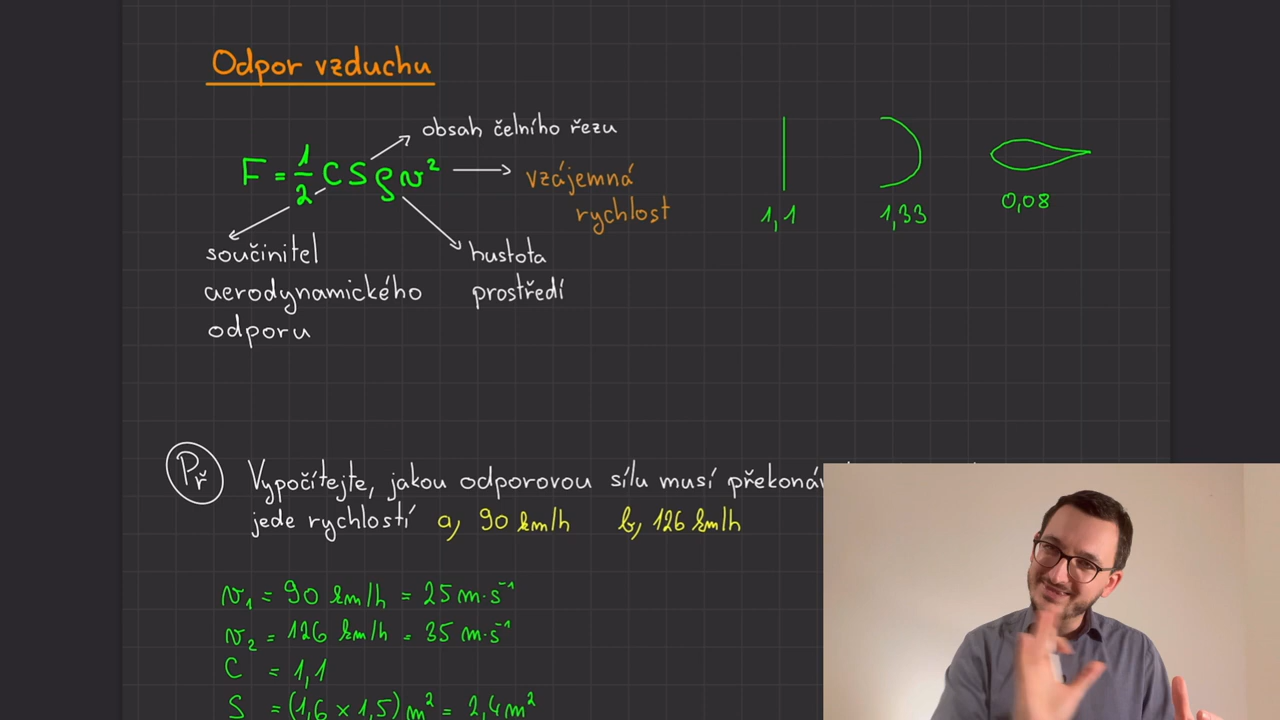 Odpor vzduchu
F = 1/2 C S ρ v²
obsah čelního řezu
vzájemná
rychlost
součinitel
aerodynamického
odporu
hustota
prostředí
1,1
1,33
0,08
Př
Vypočítejte, jakou odporovou sílu musí překonáv
jede rychlostí a, 90 km/h b, 126 km/h
v₁ = 90 km/h = 25 m·s⁻¹
v₂ = 126 km/h = 35 m·s⁻¹
C = 1,1
S = (1,6 × 1,5) m² = 2,4 m²